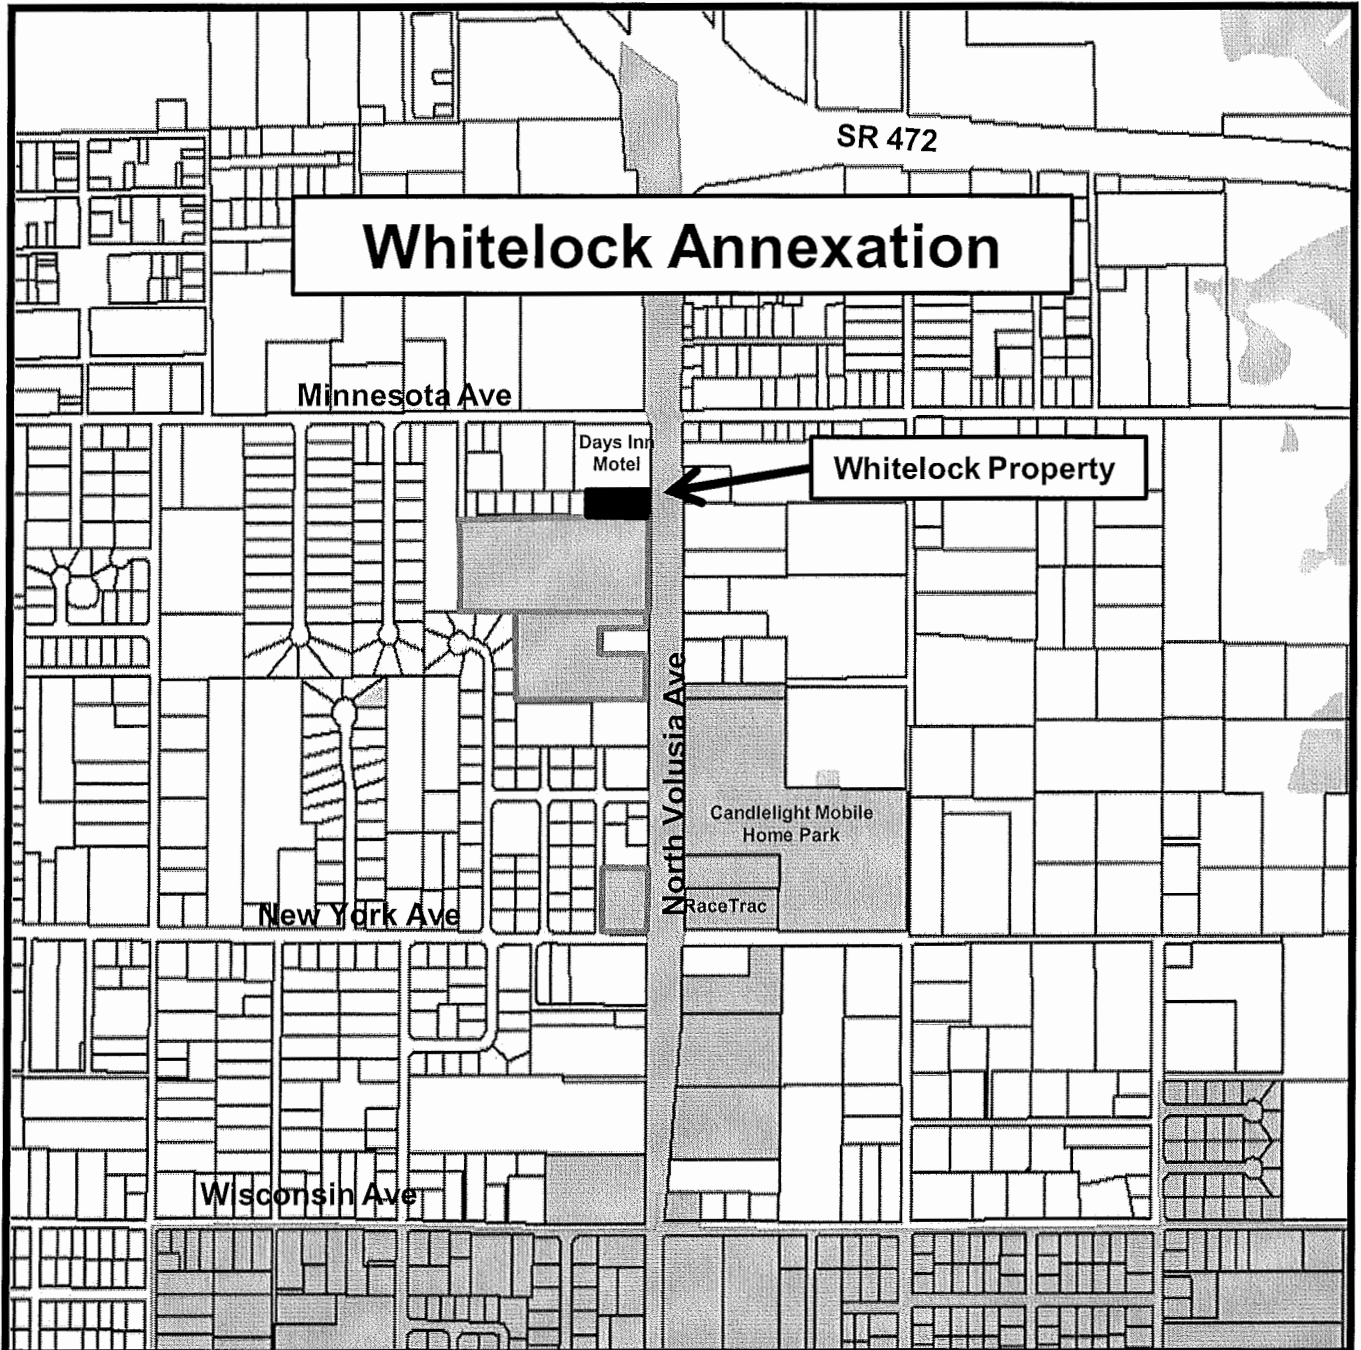 SR 472
Whitelock Annexation
Minnesota Ave
Days Inn
Motel
Whitelock Property
North Volusia Ave
Candlelight Mobile
Home Park
RaceTrac
New York Ave
Wisconsin Ave